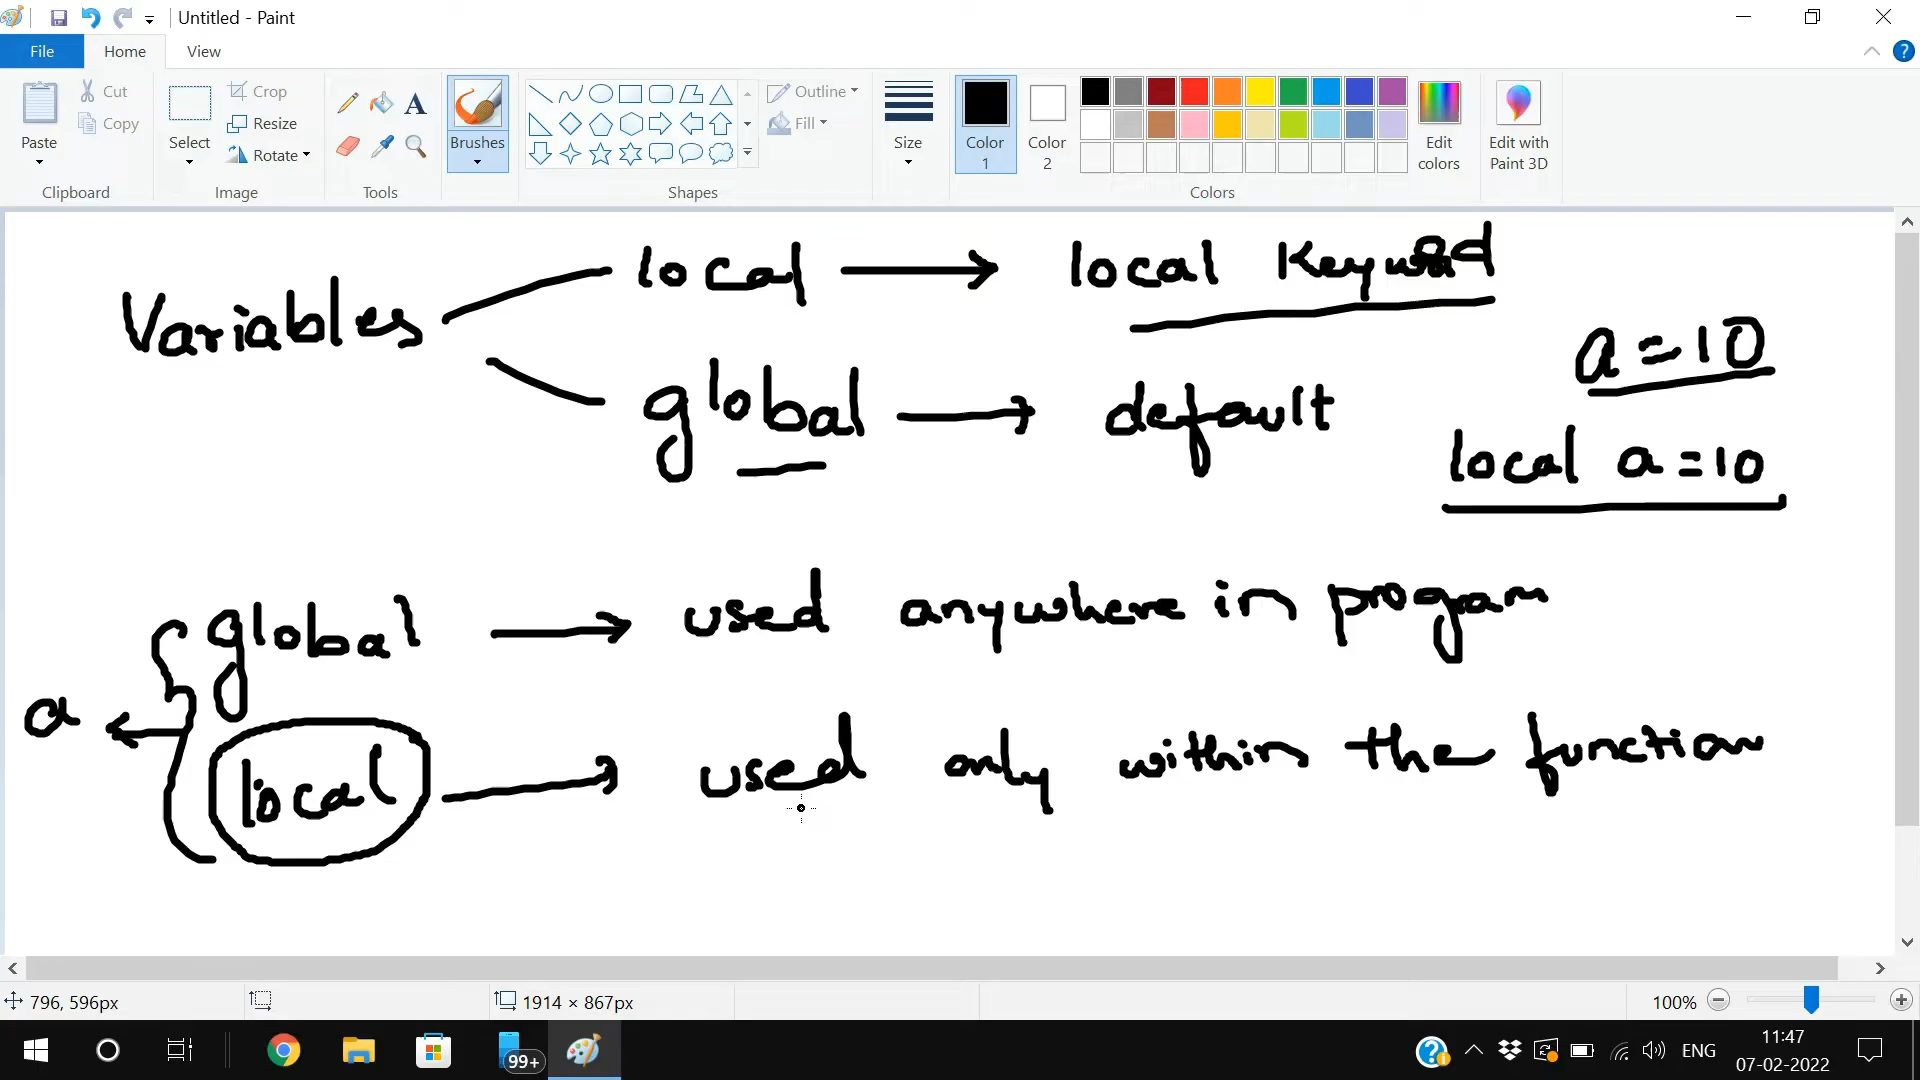 Untitled - Paint
File Home View
Paste
Cut
Copy
Clipboard
Select
Crop
Resize
Rotate
Image
Tools
Brushes
Outline
Fill
Shapes
Size
Color 1
Color 2
Edit colors
Colors
Edit with Paint 3D
Variables
local → local keyword
global → default
a=10
local a=10
global → used anywhere in program
a
local → used only within the function
796, 596px
1914 × 867px
100%
99+
ENG
11:47
07-02-2022